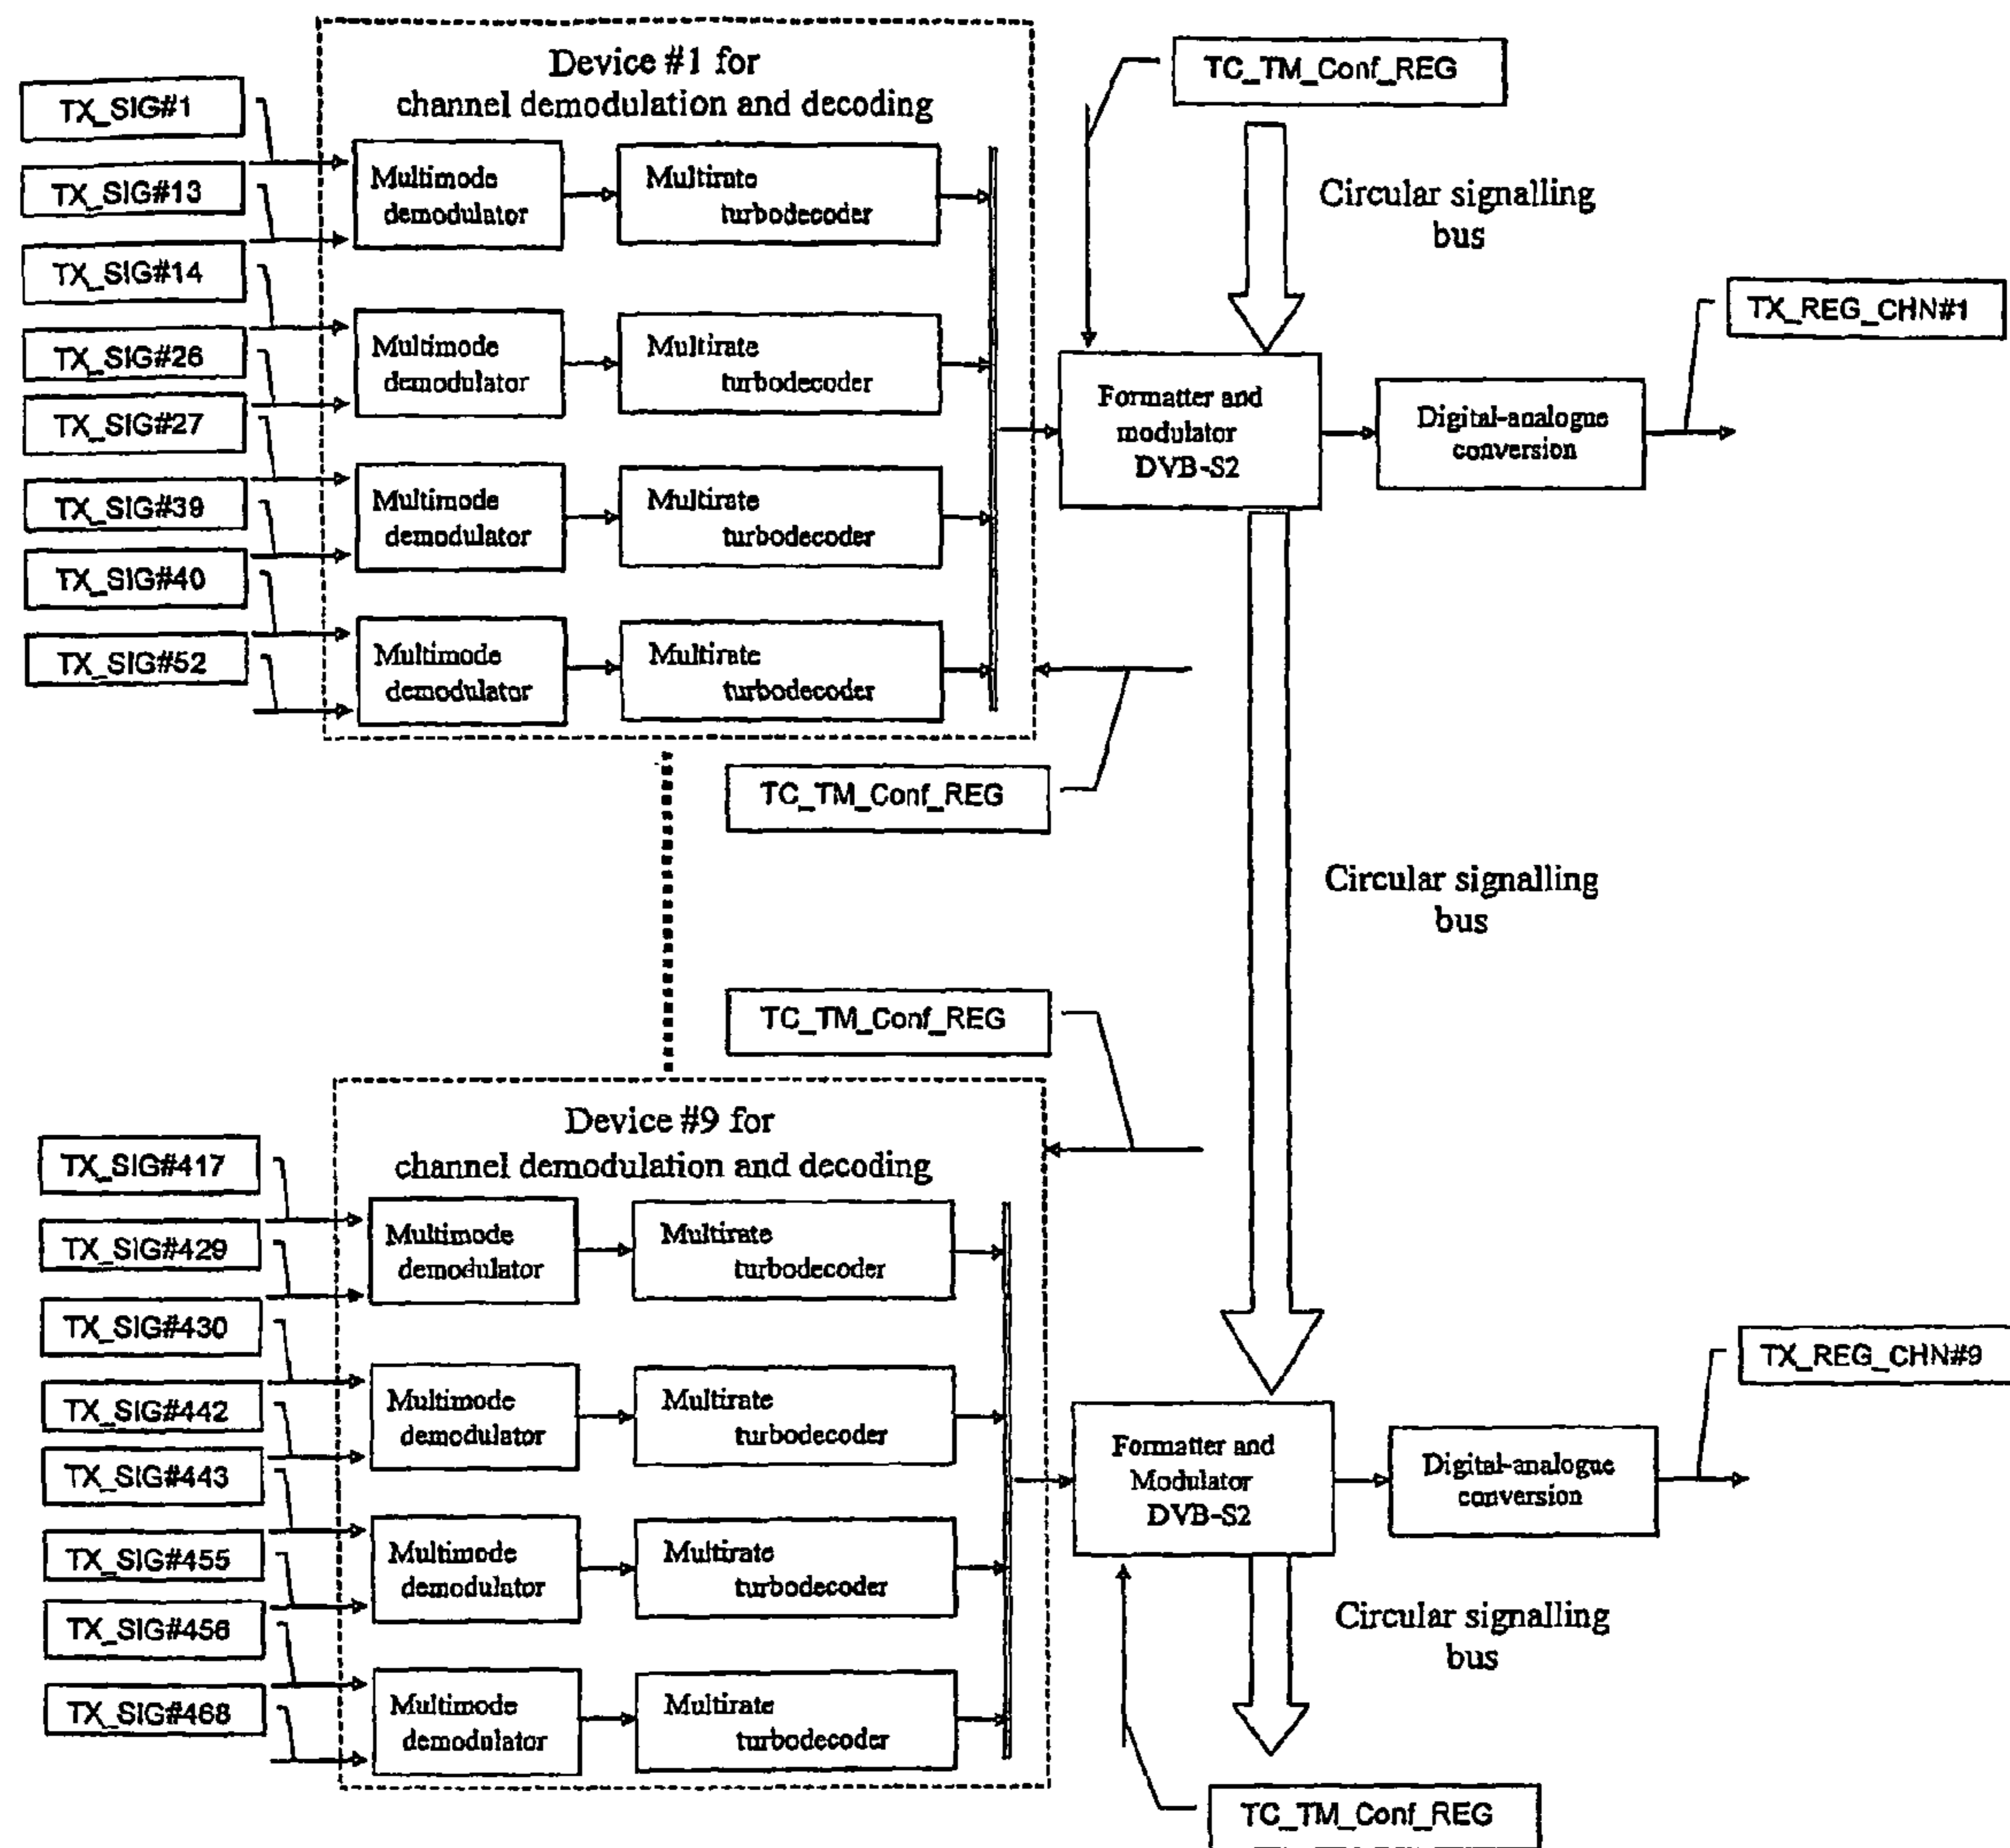 Device #1 for
channel demodulation and decoding
TC_TM_Conf_REG
TX_SIG#1
TX_SIG#13
TX_SIG#14
TX_SIG#26
TX_SIG#27
TX_SIG#39
TX_SIG#40
TX_SIG#52
Multimode
demodulator
Multirate
turbodecoder
Multimode
demodulator
Multirate
turbodecoder
Multimode
demodulator
Multirate
turbodecoder
Multimode
demodulator
Multirate
turbodecoder
Circular signalling
bus
TX_REG_CHN#1
Formatter and
modulator
DVB-S2
Digital-analogue
conversion
TC_TM_Conf_REG
Circular signalling
bus
TC_TM_Conf_REG
Device #9 for
channel demodulation and decoding
TX_SIG#417
TX_SIG#429
TX_SIG#430
TX_SIG#442
TX_SIG#443
TX_SIG#455
TX_SIG#456
TX_SIG#468
Multimode
demodulator
Multirate
turbodecoder
Multimode
demodulator
Multirate
turbodecoder
Multimode
demodulator
Multirate
turbodecoder
Multimode
demodulator
Multirate
turbodecoder
TX_REG_CHN#9
Formatter and
Modulator
DVB-S2
Digital-analogue
conversion
Circular signalling
bus
TC_TM_Conf_REG